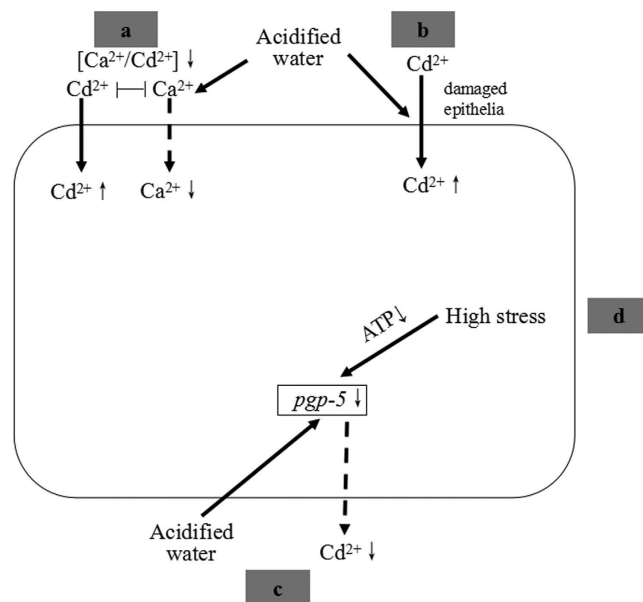 a
[Ca²⁺/Cd²⁺] ↓
Cd²⁺ Ca²⁺
Acidified
water
b
Cd²⁺
damaged
epithelia
Cd²⁺ ↑ Ca²⁺ ↓
Cd²⁺ ↑
ATP↓
High stress
d
pgp-5 ↓
Acidified
water
Cd²⁺ ↓
c